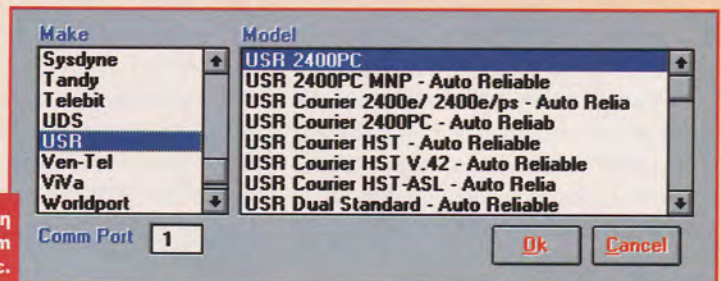 Make
Sysdyne
Tandy
Telebit
UDS
USR
Ven-Tel
ViVa
Worldport
Model
USR 2400PC
USR 2400PC MNP - Auto Reliable
USR Courier 2400e/ 2400e/ps - Auto Relia
USR Courier 2400PC - Auto Reliab
USR Courier HST - Auto Reliable
USR Courier HST V.42 - Auto Reliable
USR Courier HST-ASL - Auto Relia
USR Dual Standard - Auto Reliable
Comm Port 1
Ok
Cancel